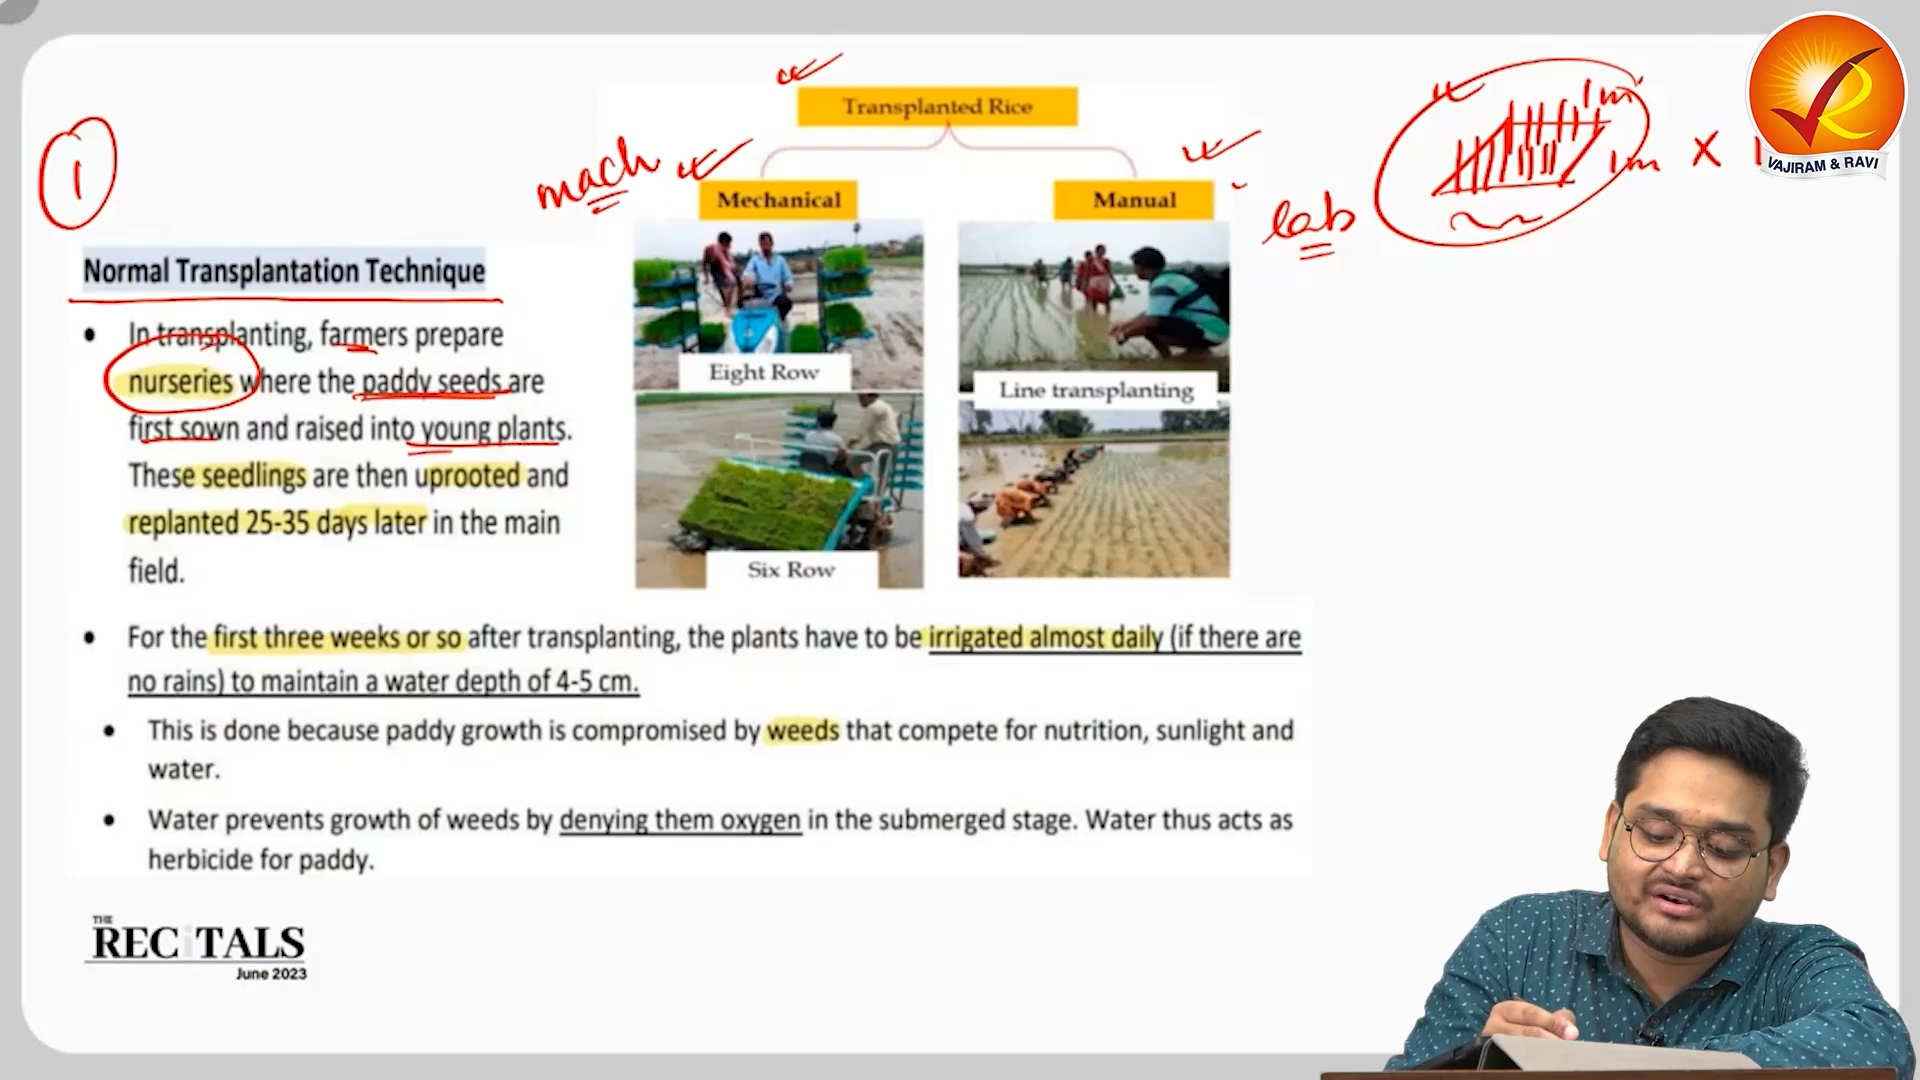 1
Transplanted Rice
mach
Mechanical
Manual
lab
1m
1m
X
VAJIRAM & RAVI
Normal Transplantation Technique
• In transplanting, farmers prepare
nurseries where the paddy seeds are
first sown and raised into young plants.
These seedlings are then uprooted and
replanted 25-35 days later in the main
field.
Eight Row
Line transplanting
Six Row
• For the first three weeks or so after transplanting, the plants have to be irrigated almost daily (if there are
no rains) to maintain a water depth of 4-5 cm.
• This is done because paddy growth is compromised by weeds that compete for nutrition, sunlight and
water.
• Water prevents growth of weeds by denying them oxygen in the submerged stage. Water thus acts as
herbicide for paddy.
THE
RECiTALS
June 2023